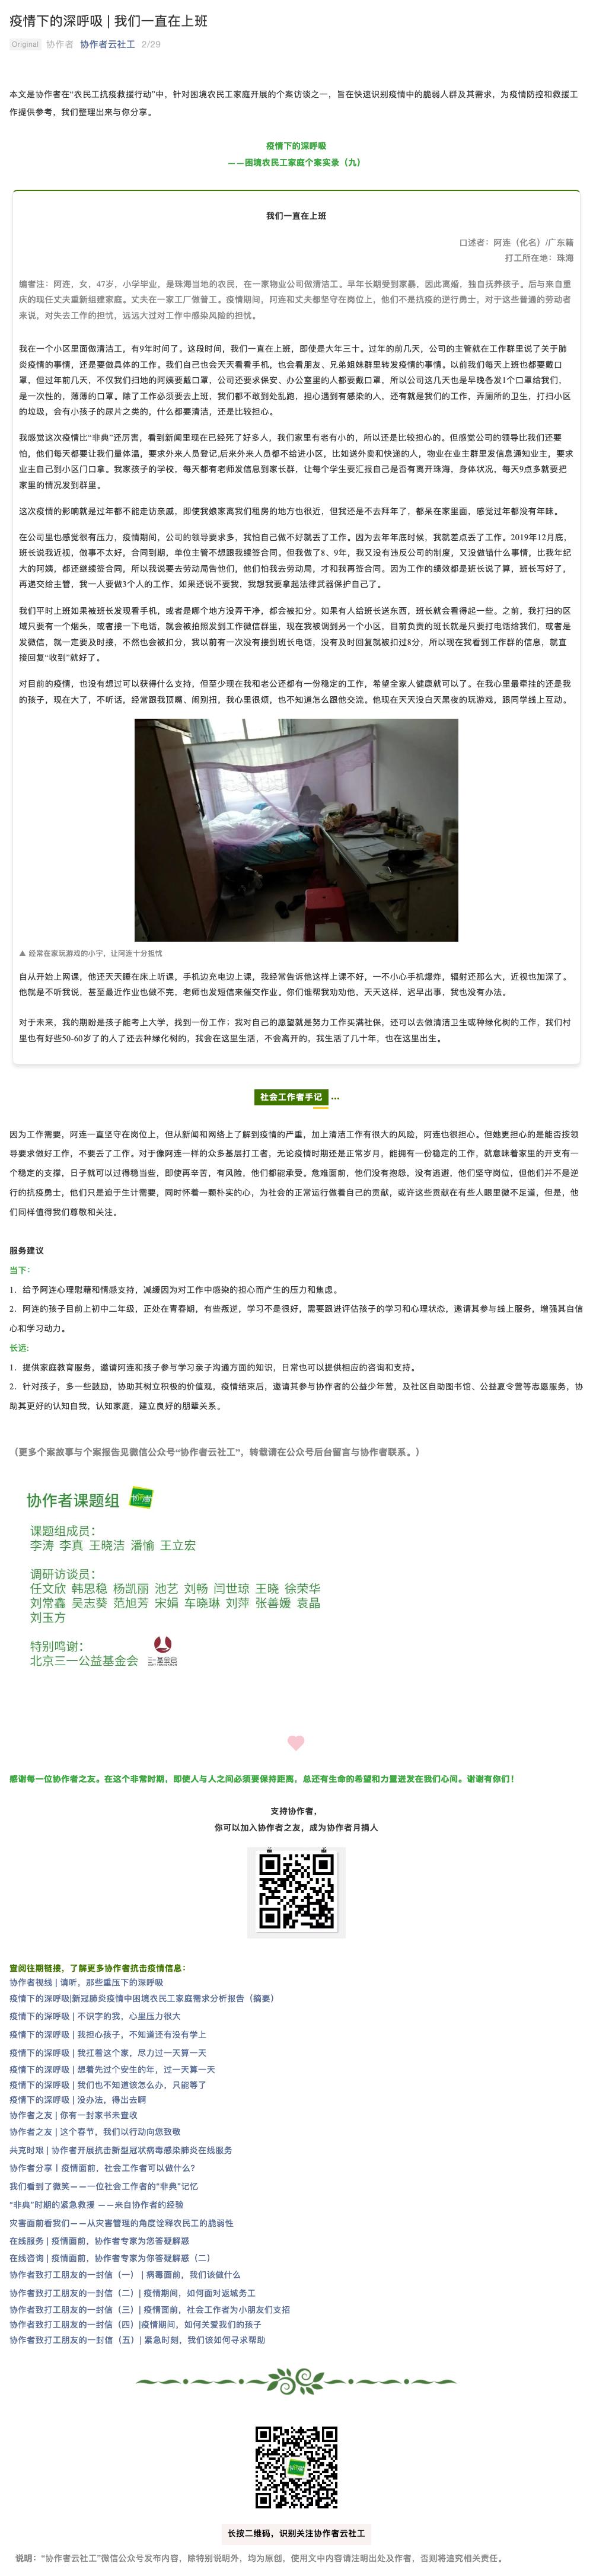 疫情下的深呼吸 | 我们一直在上班
Original 协作者 协作者云社工 2/29
本文是协作者在“农民工抗疫救援行动”中，针对困境农民工家庭开展的个案访谈之一，旨在快速识别疫情中的脆弱人群及其需求，为疫情防控和救援工
作提供参考，我们整理出来与你分享。
疫情下的深呼吸
——困境农民工家庭个案实录（九）
我们一直在上班
口述者：阿连（化名）/广东籍
打工所在地：珠海
编者注：阿连，女，47岁，小学毕业，是珠海当地的农民，在一家物业公司做清洁工。早年长期受到家暴，因此离婚，独自抚养孩子。后与来自重
庆的现任丈夫重新组建家庭。丈夫在一家工厂做普工。疫情期间，阿连和丈夫都坚守在岗位上，他们不是抗疫的逆行勇士，对于这些普通的劳动者
来说，对失去工作的担忧，远远大过对工作中感染风险的担忧。
我在一个小区里面做清洁工，有9年时间了。这段时间，我们一直在上班，即使是大年三十。过年的前几天，公司的主管就在工作群里说了关于肺
炎疫情的事情，还是要做具体的工作。我们自己也会天天看看手机，也会看朋友、兄弟姐妹群里转发疫情的事情。以前我们每天上班也都要戴口
罩，但过年前几天，不仅我们扫地的阿姨要戴口罩，公司还要求保安、办公室里的人都要戴口罩，所以公司这几天也是早晚各发1个口罩给我们，
是一次性的，薄薄的口罩。除了工作必须要去上班，我们都不敢到处乱跑，担心遇到有感染的人，还有就是我们的工作，弄厕所的卫生，打扫小区
的垃圾，会有小孩子的尿片之类的，什么都要清洁，还是比较担心。
我感觉这次疫情比“非典”还厉害，看到新闻里现在已经死了好多人，我们家里有老有小的，所以还是比较担心的。但感觉公司的领导比我们还要
怕，他们每天都要让我们量体温，要求外来人员登记,后来外来人员都不给进小区，比如送外卖和快递的人，物业在业主群里发信息通知业主，要求
业主自己到小区门口拿。我家孩子的学校，每天都有老师发信息到家长群，让每个学生要汇报自己是否有离开珠海，身体状况，每天9点多就要把
家里的情况发到群里。
这次疫情的影响就是过年都不能走访亲戚，即使我娘家离我们租房的地方也很近，但我还是不去拜年了，都呆在家里面，感觉过年都没有年味。
在公司里也感觉很有压力，疫情期间，公司的领导要求多，我怕自己做不好就丢了工作。因为去年年底时候，我就差点丢了工作。2019年12月底，
班长说我近视，做事不太好，合同到期，单位主管不想跟我续签合同。但我做了8、9年，我又没有违反公司的制度，又没做错什么事情，比我年纪
大的阿姨，都还继续签合同，所以我说要去劳动局告他们，他们怕我去劳动局，才和我再签合同。因为工作的绩效都是班长说了算，班长写好了，
再递交给主管，我一人要做3个人的工作，如果还说不要我，我想我要拿起法律武器保护自己了。
我们平时上班如果被班长发现看手机，或者是哪个地方没弄干净，都会被扣分。如果有人给班长送东西，班长就会看得起一些。之前，我打扫的区
域只要有一个烟头，或者接一下电话，就会被拍照发到工作微信群里，现在我被调到另一个小区，目前负责的班长就是只要打电话给我们，或者是
发微信，就一定要及时接，不然也会被扣分，我以前有一次没有接到班长电话，没有及时回复就被扣过8分，所以现在我看到工作群的信息，就直
接回复“收到”就好了。
对目前的疫情，也没有想过可以获得什么支持，但至少现在我和老公还都有一份稳定的工作，希望全家人健康就可以了。在我心里最牵挂的还是我
的孩子，现在大了，不听话，经常跟我顶嘴、闹别扭，我心里很烦，也不知道怎么跟他交流。他现在天天没白天黑夜的玩游戏，跟同学线上互动。
▲ 经常在家玩游戏的小宇，让阿连十分担忧
自从开始上网课，他还天天睡在床上听课，手机边充电边上课，我经常告诉他这样上课不好，一不小心手机爆炸，辐射还那么大，近视也加深了。
他就是不听我说，甚至最近作业也做不完，老师也发短信来催交作业。你们谁帮我劝劝他，天天这样，迟早出事，我也没有办法。
对于未来，我的期盼是孩子能考上大学，找到一份工作；我对自己的愿望就是努力工作买满社保，还可以去做清洁卫生或种绿化树的工作，我们村
里也有好些50-60岁了的人了还去种绿化树的，我会在这里生活，不会离开的，我生活了几十年，也在这里出生。
社会工作者手记 ...
因为工作需要，阿连一直坚守在岗位上，但从新闻和网络上了解到疫情的严重，加上清洁工作有很大的风险，阿连也很担心。但她更担心的是能否按领
导要求做好工作，不要丢了工作。对于像阿连一样的众多基层打工者，无论疫情时期还是正常岁月，能拥有一份稳定的工作，就意味着家里的开支有一
个稳定的支撑，日子就可以过得稳当些，即使再辛苦，有风险，他们都能承受。危难面前，他们没有抱怨，没有逃避，他们坚守岗位，但他们并不是逆
行的抗疫勇士，他们只是迫于生计需要，同时怀着一颗朴实的心，为社会的正常运行做着自己的贡献，或许这些贡献在有些人眼里微不足道，但是，他
们同样值得我们尊敬和关注。
服务建议
当下：
1．给予阿连心理慰藉和情感支持，减缓因为对工作中感染的担心而产生的压力和焦虑。
2．阿连的孩子目前上初中二年级，正处在青春期，有些叛逆，学习不是很好，需要跟进评估孩子的学习和心理状态，邀请其参与线上服务，增强其自信
心和学习动力。
长远:
1．提供家庭教育服务，邀请阿连和孩子参与学习亲子沟通方面的知识，日常也可以提供相应的咨询和支持。
2．针对孩子，多一些鼓励，协助其树立积极的价值观，疫情结束后，邀请其参与协作者的公益少年营，及社区自助图书馆、公益夏令营等志愿服务，协
助其更好的认知自我，认知家庭，建立良好的朋辈关系。
（更多个案故事与个案报告见微信公众号“协作者云社工”，转载请在公众号后台留言与协作者联系。）
协作者课题组
课题组成员：
李涛 李真 王晓洁 潘愉 王立宏
调研访谈员：
任文欣 韩思稳 杨凯丽 池艺 刘畅 闫世琼 王晓 徐荣华
刘常鑫 吴志葵 范旭芳 宋娟 车晓琳 刘萍 张善媛 袁晶
刘玉方
特别鸣谢：
北京三一公益基金会
感谢每一位协作者之友。在这个非常时期，即使人与人之间必须要保持距离，总还有生命的希望和力量迸发在我们心间。谢谢有你们！
支持协作者，
你可以加入协作者之友，成为协作者月捐人
查阅往期链接，了解更多协作者抗击疫情信息：
协作者视线 | 请听，那些重压下的深呼吸
疫情下的深呼吸|新冠肺炎疫情中困境农民工家庭需求分析报告（摘要）
疫情下的深呼吸 | 不识字的我，心里压力很大
疫情下的深呼吸 | 我担心孩子，不知道还有没有学上
疫情下的深呼吸 | 我扛着这个家，尽力过一天算一天
疫情下的深呼吸 | 想着先过个安生的年，过一天算一天
疫情下的深呼吸 | 我们也不知道该怎么办，只能等了
疫情下的深呼吸 | 没办法，得出去啊
协作者之友 | 你有一封家书未查收
协作者之友 | 这个春节，我们以行动向您致敬
共克时艰 | 协作者开展抗击新型冠状病毒感染肺炎在线服务
协作者分享丨疫情面前，社会工作者可以做什么？
我们看到了微笑——一位社会工作者的“非典”记忆
“非典”时期的紧急救援 ——来自协作者的经验
灾害面前看我们——从灾害管理的角度诠释农民工的脆弱性
在线服务 | 疫情面前，协作者专家为您答疑解惑
在线咨询 | 疫情面前，协作者专家为你答疑解惑（二）
协作者致打工朋友的一封信（一） | 病毒面前，我们该做什么
协作者致打工朋友的一封信（二）| 疫情期间，如何面对返城务工
协作者致打工朋友的一封信（三）| 疫情面前，社会工作者为小朋友们支招
协作者致打工朋友的一封信（四）|疫情期间，如何关爱我们的孩子
协作者致打工朋友的一封信（五）| 紧急时刻，我们该如何寻求帮助
长按二维码，识别关注协作者云社工
说明：“协作者云社工”微信公众号发布内容，除特别说明外，均为原创，使用文中内容请注明出处及作者，否则将追究相关责任。